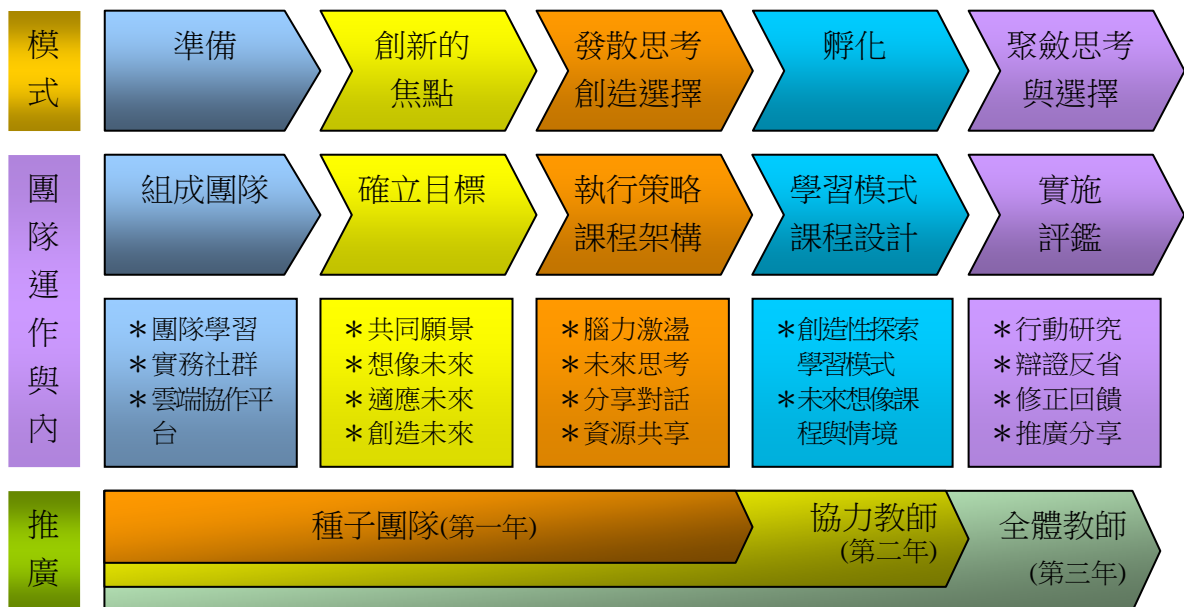 模式
準備
創新的
焦點
發散思考
創造選擇
孵化
聚斂思考
與選擇
團隊運作與內
組成團隊
確立目標
執行策略
課程架構
學習模式
課程設計
實施
評鑑
＊團隊學習
＊實務社群
＊雲端協作平
台
＊共同願景
＊想像未來
＊適應未來
＊創造未來
＊腦力激盪
＊未來思考
＊分享對話
＊資源共享
＊創造性探索
學習模式
＊未來想像課
程與情境
＊行動研究
＊辯證反省
＊修正回饋
＊推廣分享
推廣
種子團隊(第一年)
協力教師
(第二年)
全體教師
(第三年)